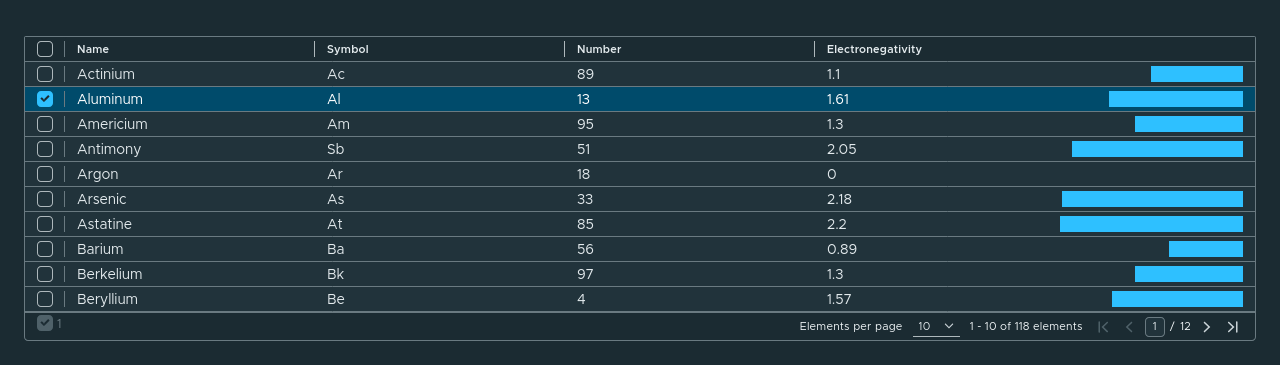 Name Symbol Number Electronegativity
Actinium Ac 89 1.1
Aluminum Al 13 1.61
Americium Am 95 1.3
Antimony Sb 51 2.05
Argon Ar 18 0
Arsenic As 33 2.18
Astatine At 85 2.2
Barium Ba 56 0.89
Berkelium Bk 97 1.3
Beryllium Be 4 1.57
1 Elements per page 10 1 - 10 of 118 elements 1 / 12